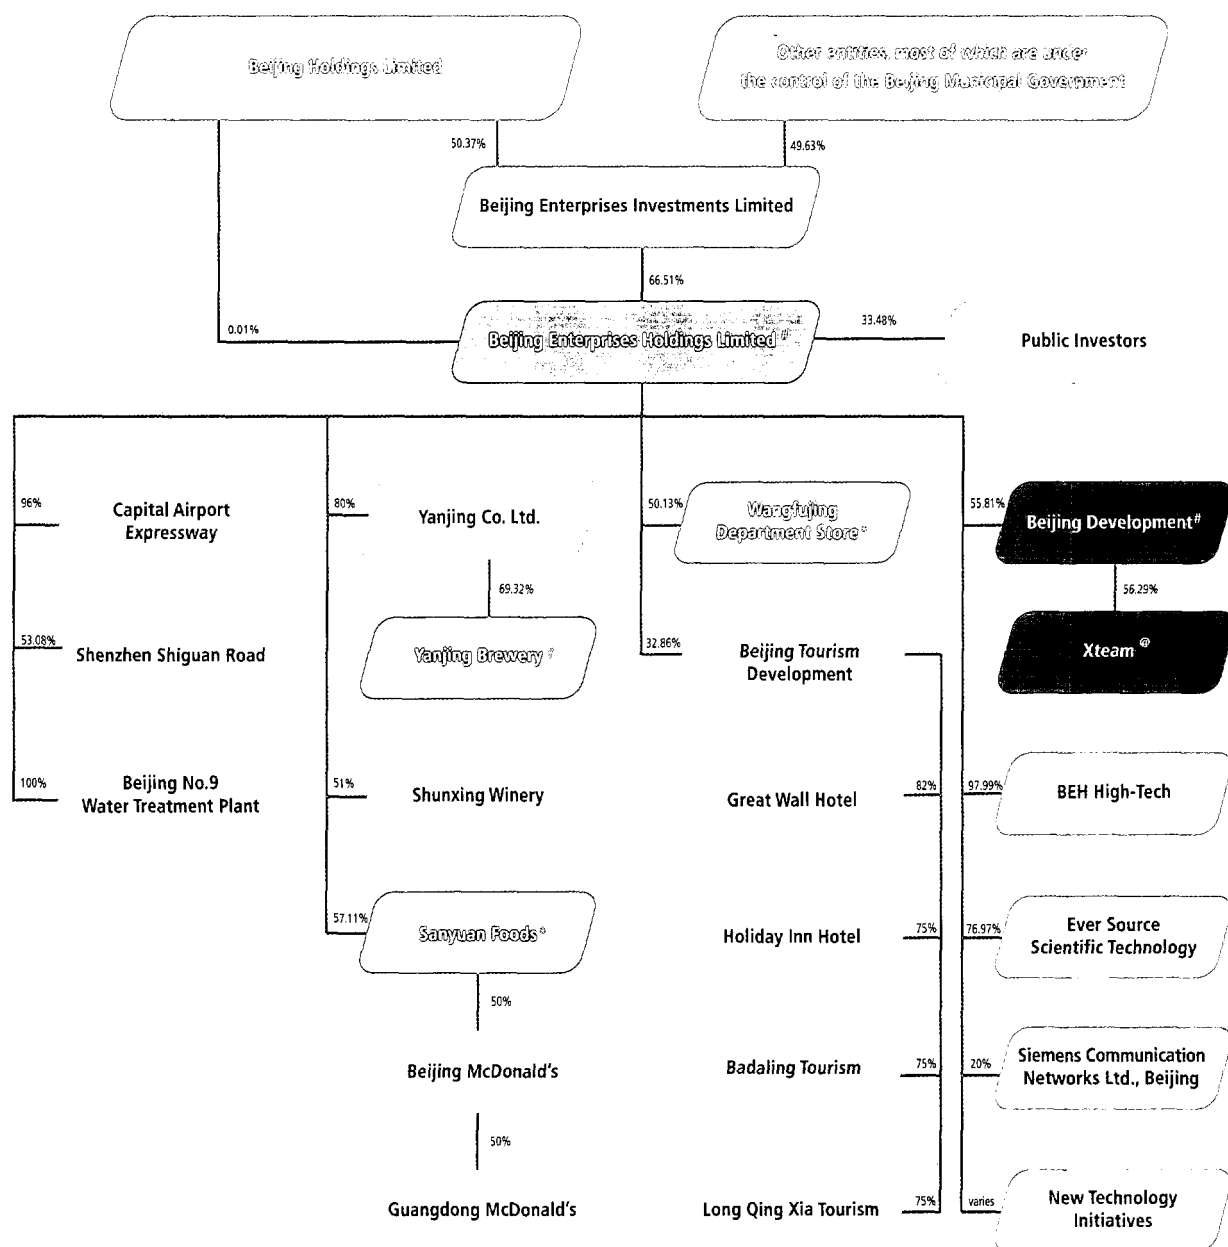 Beijing Holdings Limited
Other entities, most of which are under
the control of the Beijing Municipal Government
50.37%
49.63%
Beijing Enterprises Investments Limited
66.51%
0.01%
Beijing Enterprises Holdings Limited #
33.48%
Public Investors
96%
Capital Airport
Expressway
53.08%
Shenzhen Shiguan Road
100%
Beijing No.9
Water Treatment Plant
80%
Yanjing Co. Ltd.
69.32%
Yanjing Brewery
51%
Shunxing Winery
57.11%
Sanyuan Foods
50%
Beijing McDonald's
50%
Guangdong McDonald's
50.13%
Wangfujing
Department Store
32.86%
Beijing Tourism
Development
82%
Great Wall Hotel
75%
Holiday Inn Hotel
75%
Badaling Tourism
75%
Long Qing Xia Tourism
55.81%
Beijing Development#
56.29%
Xteam @
97.99%
BEH High-Tech
76.97%
Ever Source
Scientific Technology
20%
Siemens Communication
Networks Ltd., Beijing
varies
New Technology
Initiatives